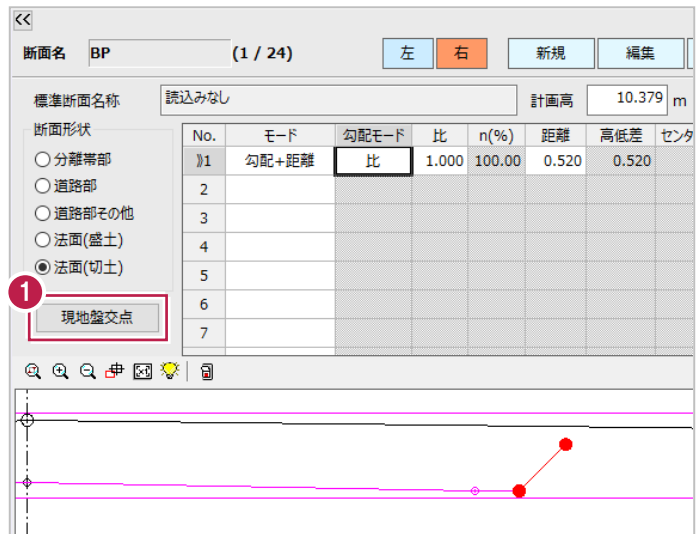 <<
断面名 BP (1 / 24) 左 右 新規 編集
標準断面名称 読込みなし 計画高 10.379 m
断面形状
分離帯部
道路部
道路部その他
法面(盛土)
法面(切土)
1
現地盤交点
No. モード 勾配モード 比 n(%) 距離 高低差 センタ
》1 勾配+距離 比 1.000 100.00 0.520 0.520
2
3
4
5
6
7